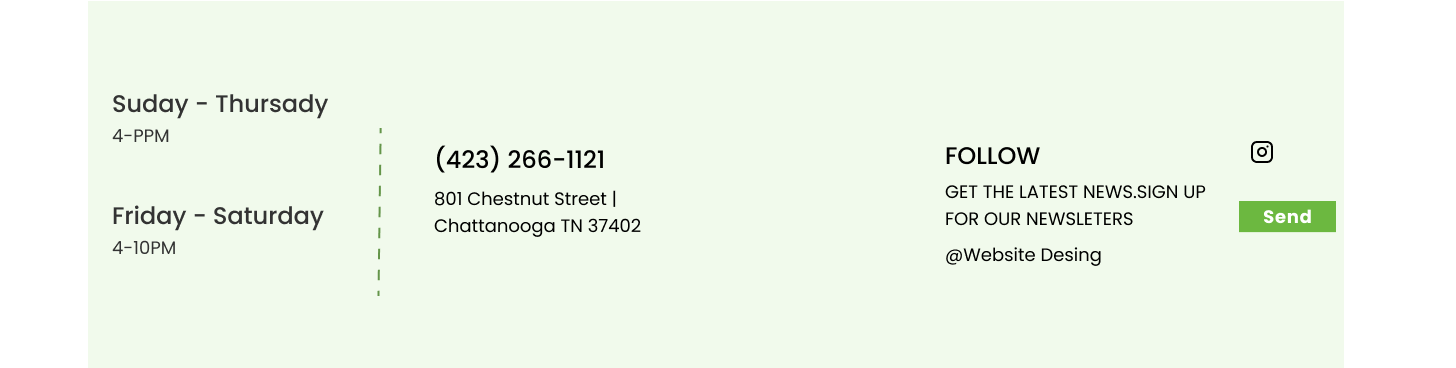 Suday - Thursady
4-PPM
Friday - Saturday
4-10PM
(423) 266-1121
801 Chestnut Street |
Chattanooga TN 37402
FOLLOW
GET THE LATEST NEWS.SIGN UP
FOR OUR NEWSLETERS
@Website Desing
Send